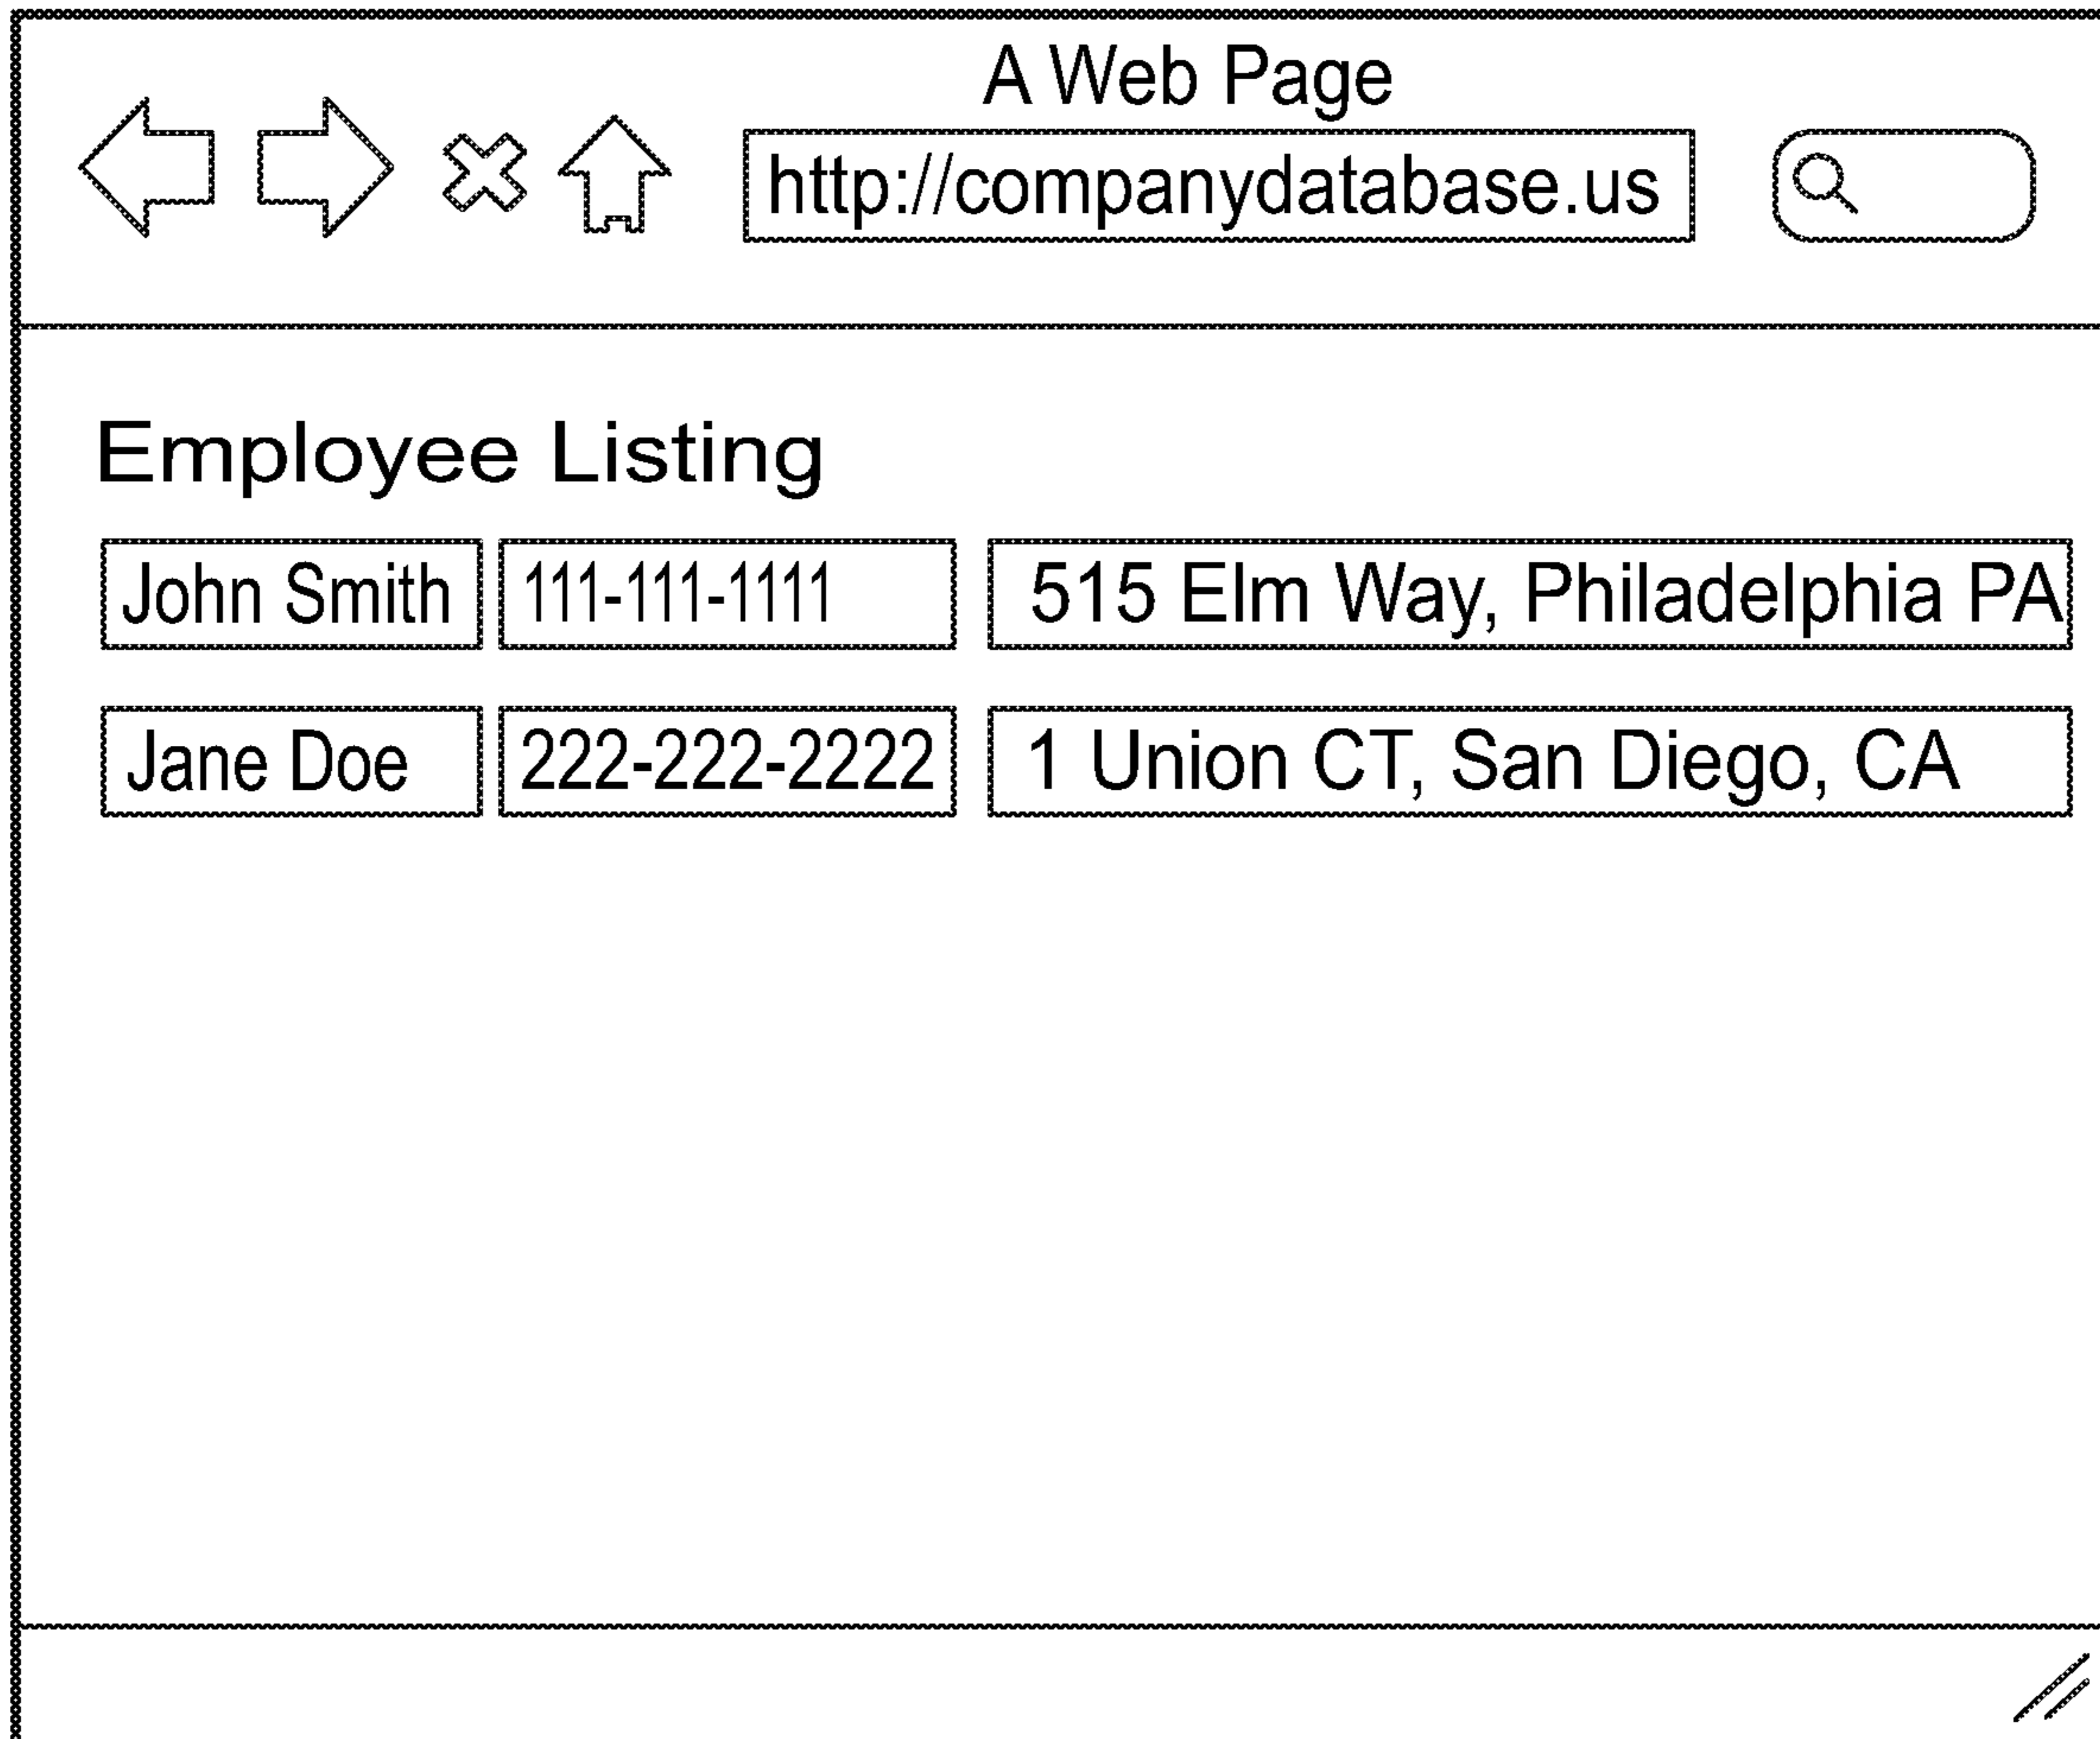 A Web Page
http://companydatabase.us
Employee Listing
John Smith 111-111-1111 515 Elm Way, Philadelphia PA
Jane Doe 222-222-2222 1 Union CT, San Diego, CA